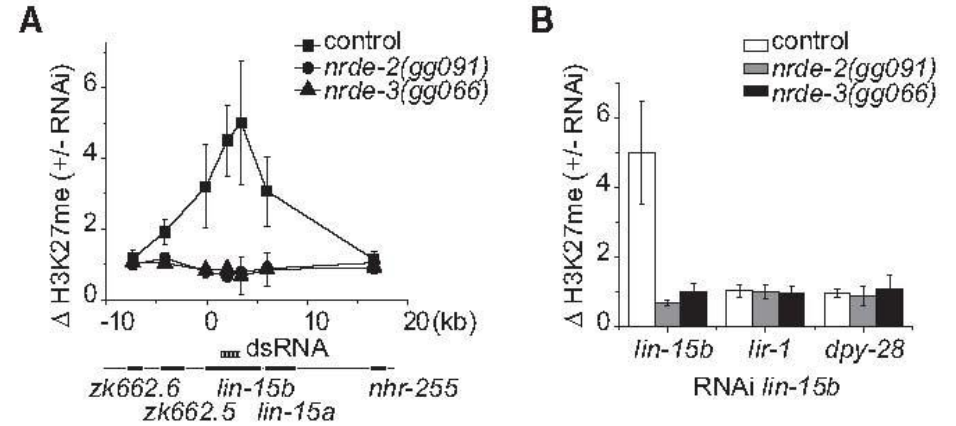 A
Δ H3K27me (+/- RNAi)
control
nrde-2(gg091)
nrde-3(gg066)
6
4
2
0
-10 0 10 20 (kb)
dsRNA
zk662.6 lin-15b nhr-255
zk662.5 lin-15a
B
Δ H3K27me (+/- RNAi)
control
nrde-2(gg091)
nrde-3(gg066)
6
4
2
0
lin-15b lir-1 dpy-28
RNAi lin-15b